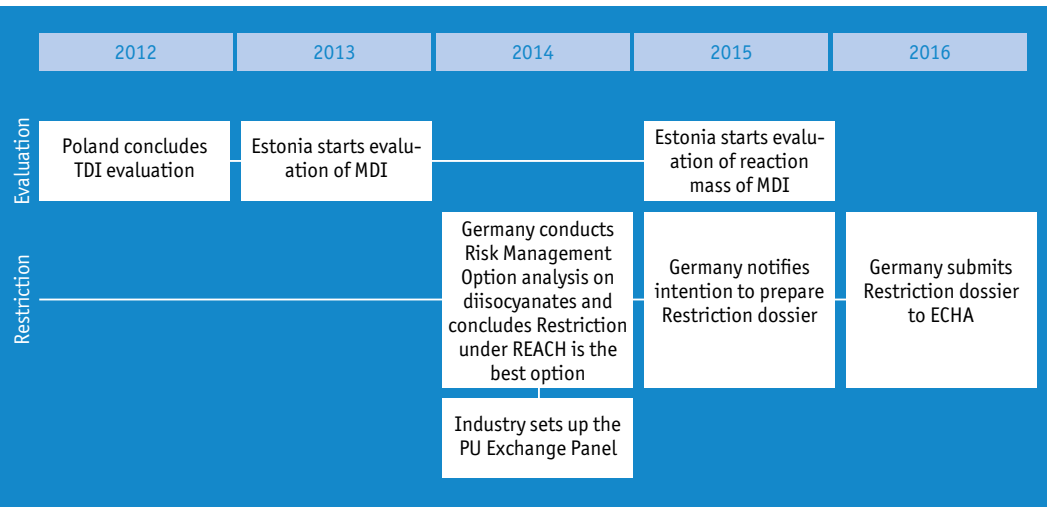 2012
2013
2014
2015
2016
Evaluation
Poland concludes
TDI evaluation
Estonia starts evalu-
ation of MDI
Estonia starts evalu-
ation of reaction
mass of MDI
Restriction
Germany conducts
Risk Management
Option analysis on
diisocyanates and
concludes Restriction
under REACH is the
best option
Germany notifies
intention to prepare
Restriction dossier
Germany submits
Restriction dossier
to ECHA
Industry sets up the
PU Exchange Panel